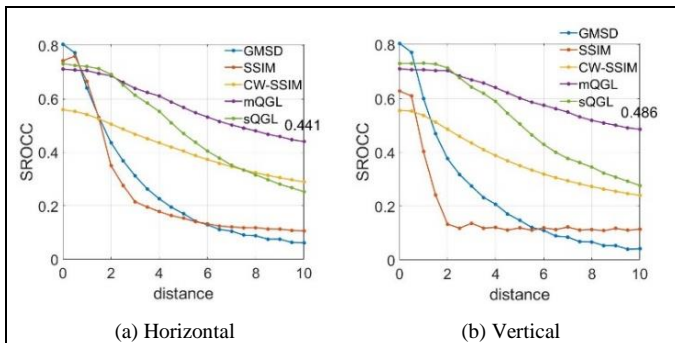 GMSD
SSIM
CW-SSIM
mQGL
sQGL
0.441
0.8
0.6
0.4
0.2
0
SROCC
0 2 4 6 8 10
distance
(a) Horizontal
GMSD
SSIM
CW-SSIM
mQGL
sQGL
0.486
0.8
0.6
0.4
0.2
0
SROCC
0 2 4 6 8 10
distance
(b) Vertical